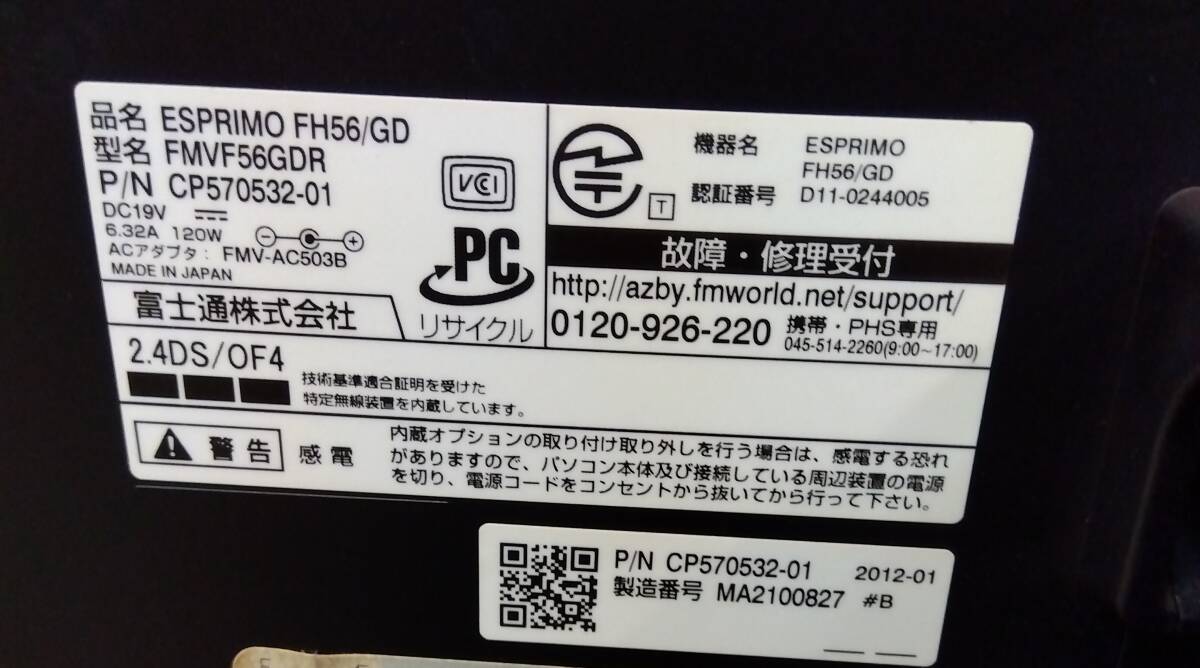 品名 ESPRIMO FH56/GD
型名 FMVF56GDR
P/N CP570532-01
DC19V
6.32A 120W
ACアダプタ: FMV-AC503B
MADE IN JAPAN
VCI
PC
リサイクル
富士通株式会社
T
機器名 ESPRIMO
FH56/GD
認証番号 D11-0244005
故障・修理受付
http://azby.fmworld.net/support/
0120-926-220 携帯・PHS専用
045-514-2260(9:00~17:00)
2.4DS/OF4
技術基準適合証明を受けた
特定無線装置を内蔵しています。
警告 感電
内蔵オプションの取り付け取り外しを行う場合は、感電する恐れ
がありますので、パソコン本体及び接続している周辺装置の電源
を切り、電源コードをコンセントから抜いてから行って下さい。
P/N CP570532-01 2012-01
製造番号 MA2100827 #B